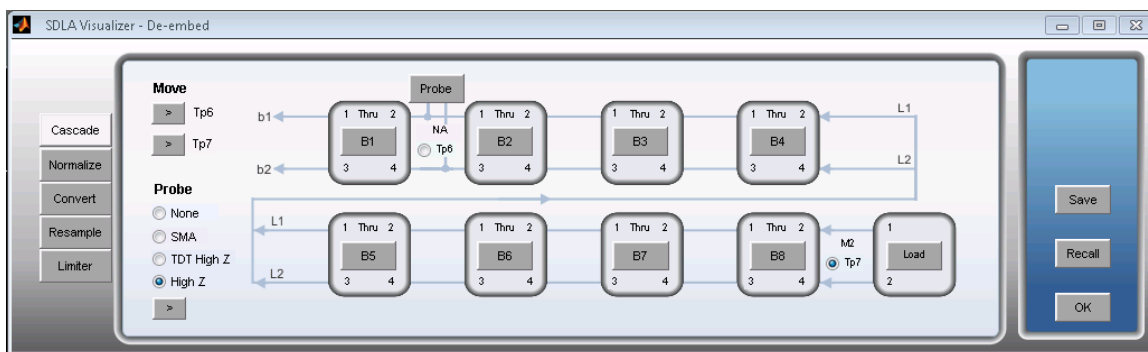 SDLA Visualizer - De-embed
Cascade
Normalize
Convert
Resample
Limiter
Move
> Tp6
> Tp7
Probe
None
SMA
TDT High Z
High Z
>
Probe
b1
b2
1 Thru 2
B1
3 4
NA
Tp6
1 Thru 2
B2
3 4
1 Thru 2
B3
3 4
1 Thru 2
B4
3 4
L1
L2
L1
L2
1 Thru 2
B5
3 4
1 Thru 2
B6
3 4
1 Thru 2
B7
3 4
1 Thru 2
B8
3 4
M2
Tp7
1
Load
2
Save
Recall
OK